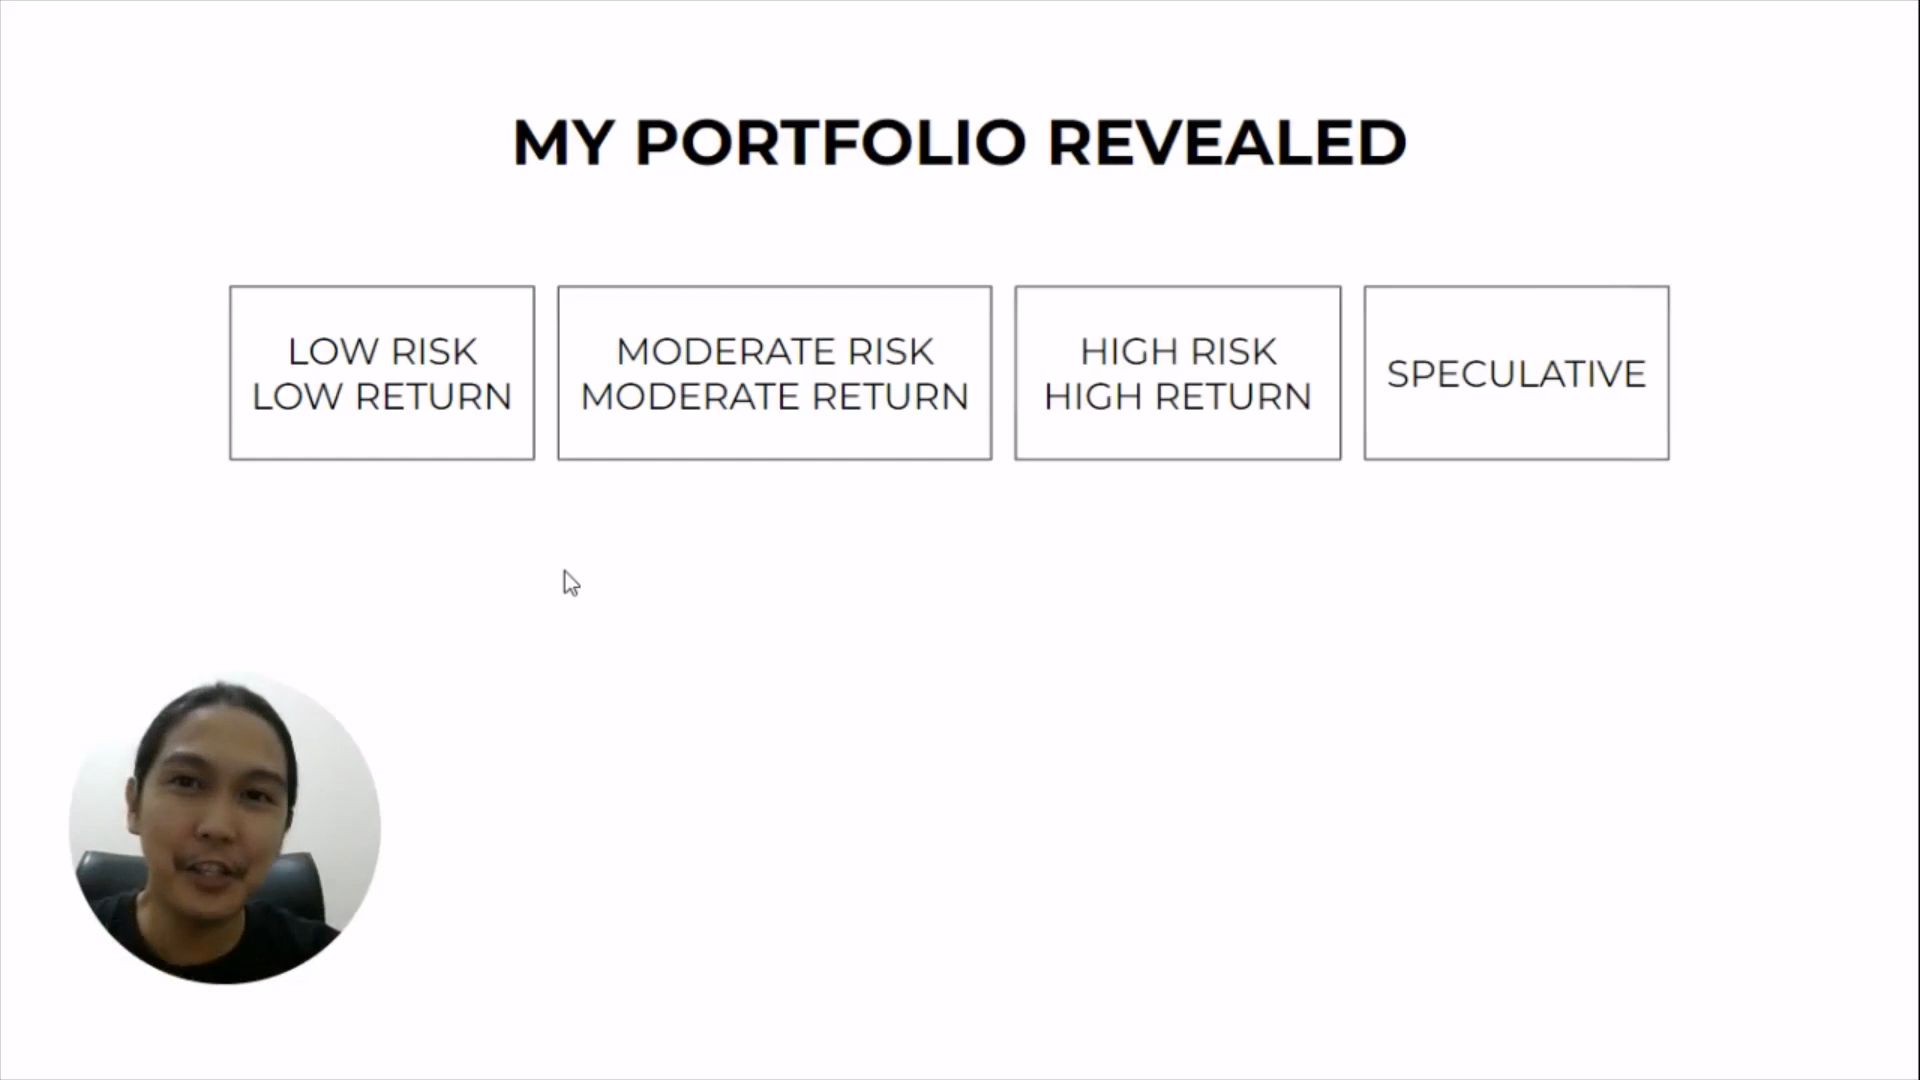 MY PORTFOLIO REVEALED
LOW RISK
LOW RETURN
MODERATE RISK
MODERATE RETURN
HIGH RISK
HIGH RETURN
SPECULATIVE